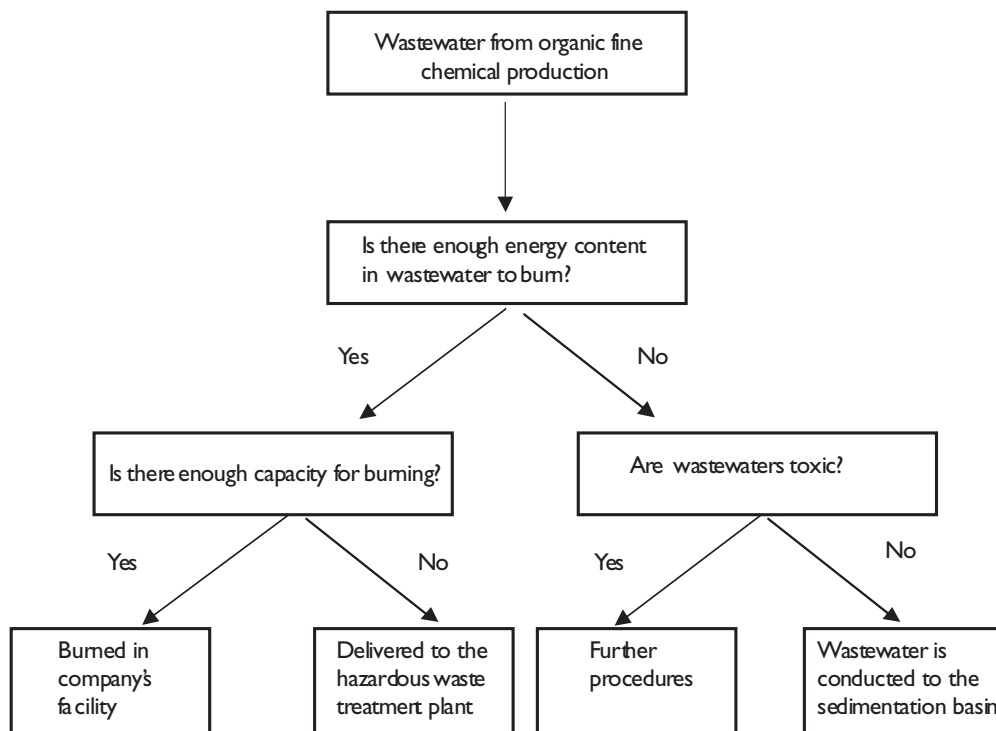 Wastewater from organic fine
chemical production
Is there enough energy content
in wastewater to burn?
Yes
No
Is there enough capacity for burning?
Are wastewaters toxic?
Yes
No
Yes
No
Burned in
company's
facility
Delivered to the
hazardous waste
treatment plant
Further
procedures
Wastewater is
conducted to the
sedimentation basin